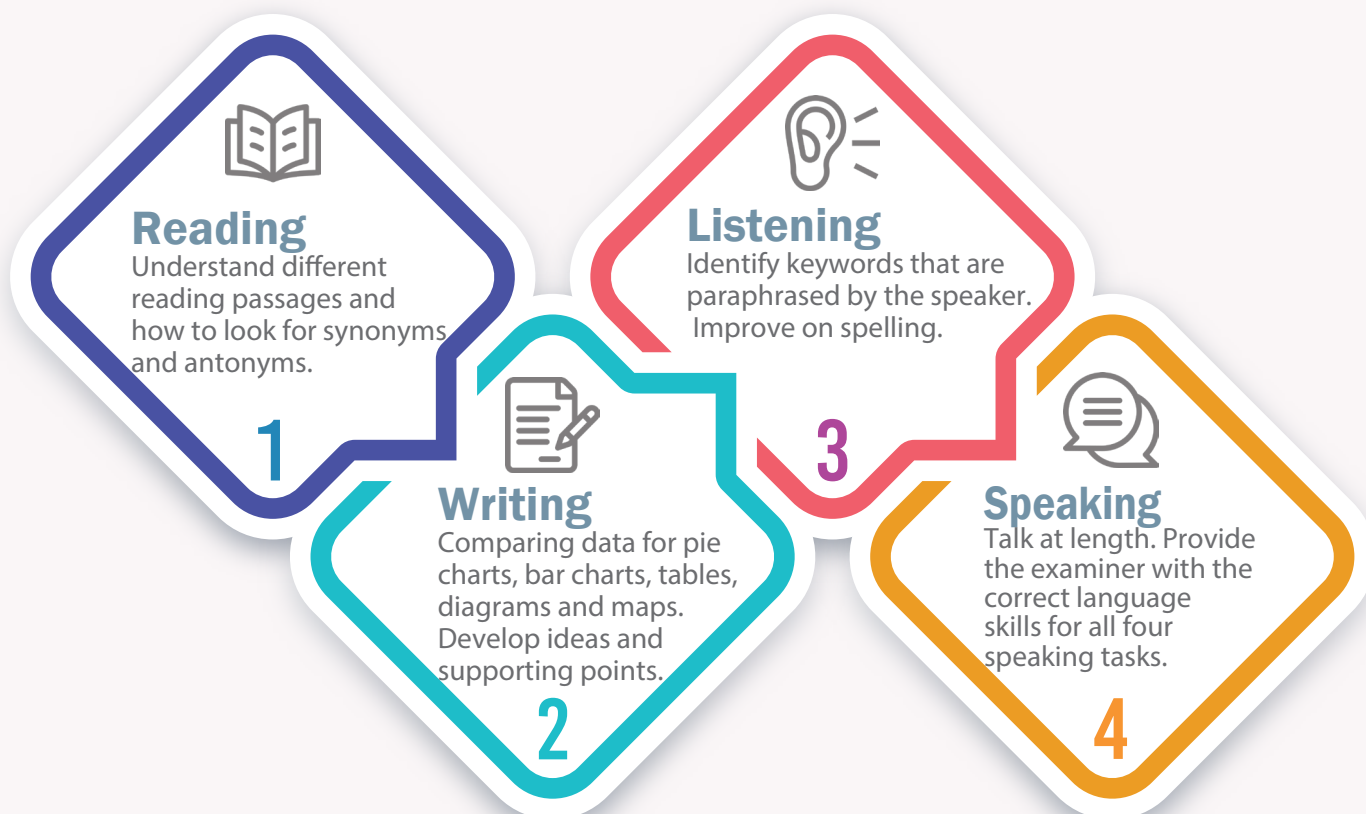 Reading
Understand different
reading passages and
how to look for synonyms
and antonyms.
1
Writing
Comparing data for pie
charts, bar charts, tables,
diagrams and maps.
Develop ideas and
supporting points.
2
Listening
Identify keywords that are
paraphrased by the speaker.
Improve on spelling.
3
Speaking
Talk at length. Provide
the examiner with the
correct language
skills for all four
speaking tasks.
4